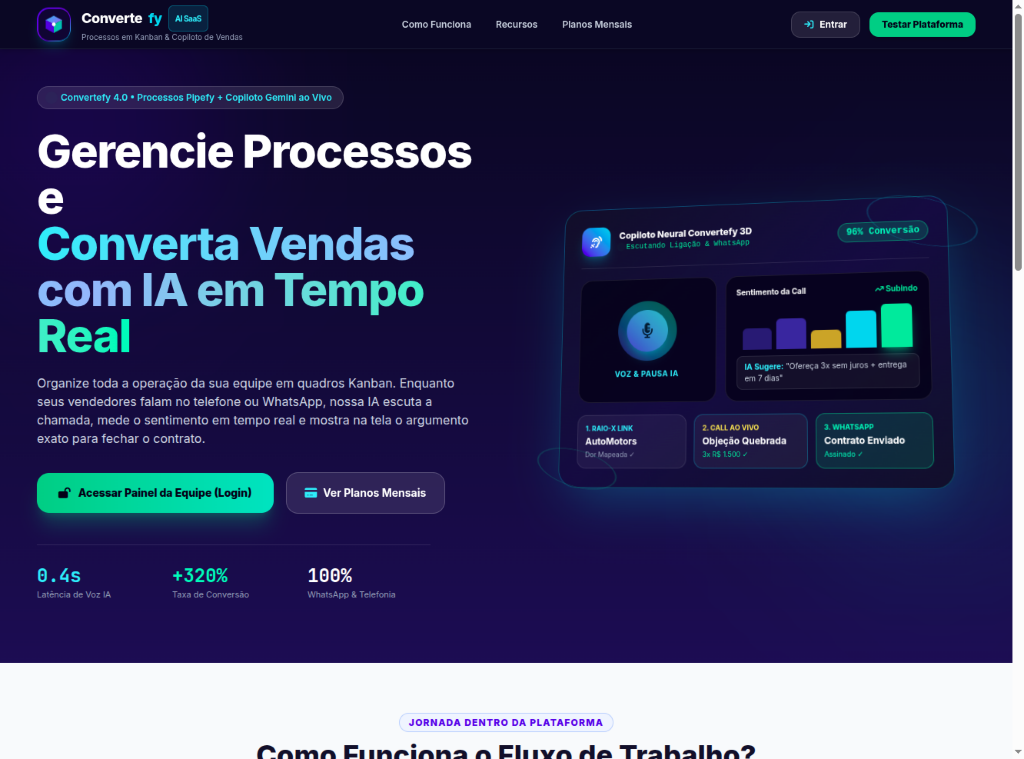 Converte fy AI SaaS
Processos em Kanban & Copiloto de Vendas
Como Funciona
Recursos
Planos Mensais
Entrar
Testar Plataforma
Convertefy 4.0 • Processos Pipefy + Copiloto Gemini ao Vivo
Gerencie Processos
e
Converta Vendas
com IA em Tempo
Real
Organize toda a operação da sua equipe em quadros Kanban. Enquanto
seus vendedores falam no telefone ou WhatsApp, nossa IA escuta a
chamada, mede o sentimento em tempo real e mostra na tela o argumento
exato para fechar o contrato.
Acessar Painel da Equipe (Login)
Ver Planos Mensais
0.4s
Latência de Voz IA
+320%
Taxa de Conversão
100%
WhatsApp & Telefonia
Copiloto Neural Convertefy 3D
Escutando Ligação & WhatsApp
96% Conversão
VOZ & PAUSA IA
Sentimento da Call
Subindo
IA Sugere: "Ofereça 3x sem juros + entrega
em 7 dias"
1. RAIO-X LINK
AutoMotors
Dor Mapeada ✓
2. CALL AO VIVO
Objeção Quebrada
3x R$ 1.500 ✓
3. WHATSAPP
Contrato Enviado
Assinado ✓
JORNADA DENTRO DA PLATAFORMA
Como Funciona o Fluxo de Trabalho?